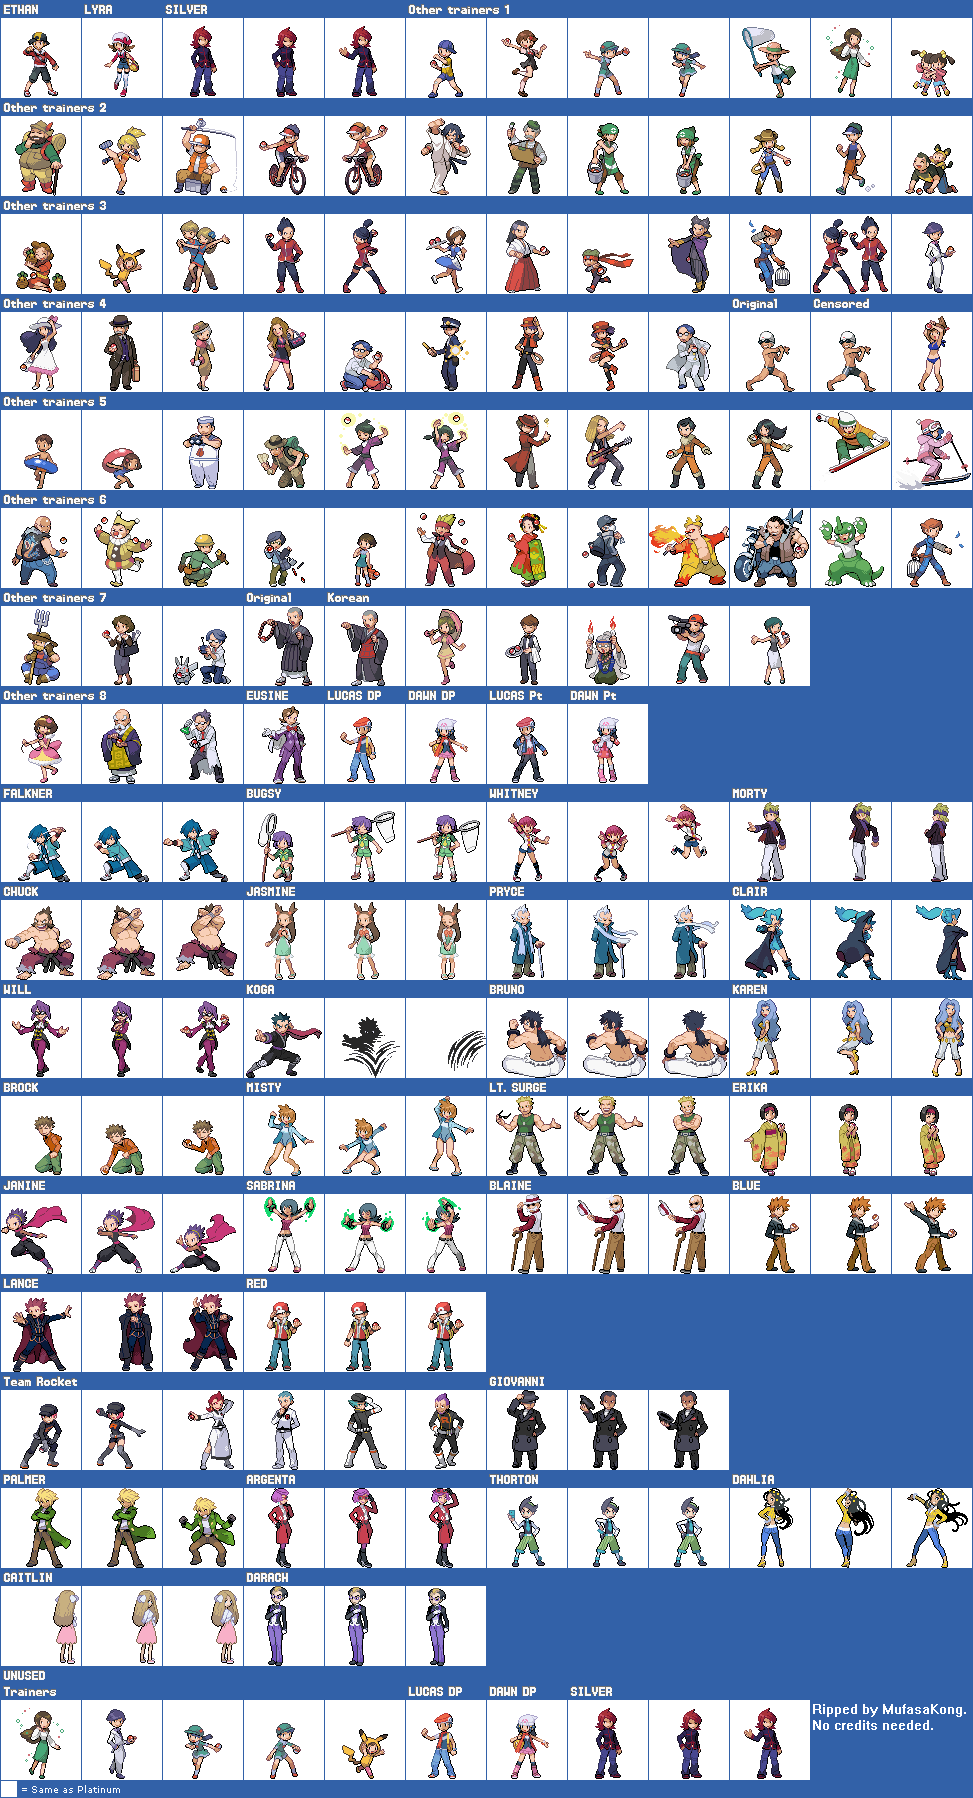 ETHAN LYRA SILVER Other trainers 1
Other trainers 2
Other trainers 3
Other trainers 4 Original Censored
Other trainers 5
Other trainers 6
Other trainers 7 Original Korean
Other trainers 8 EUSINE LUCAS DP DAWN DP LUCAS Pt DAWN Pt
FALKNER BUGSY WHITNEY MORTY
CHUCK JASMINE PRYCE CLAIR
WILL KOGA BRUNO KAREN
BROCK MISTY LT. SURGE ERIKA
JANINE SABRINA BLAINE BLUE
LANCE RED
Team Rocket GIOVANNI
PALMER ARGENTA THORTON DAHLIA
CAITLIN DARACH
UNUSED
Trainers LUCAS DP DAWN DP SILVER
Ripped by MufasaKong.
No credits needed.
= Same as Platinum